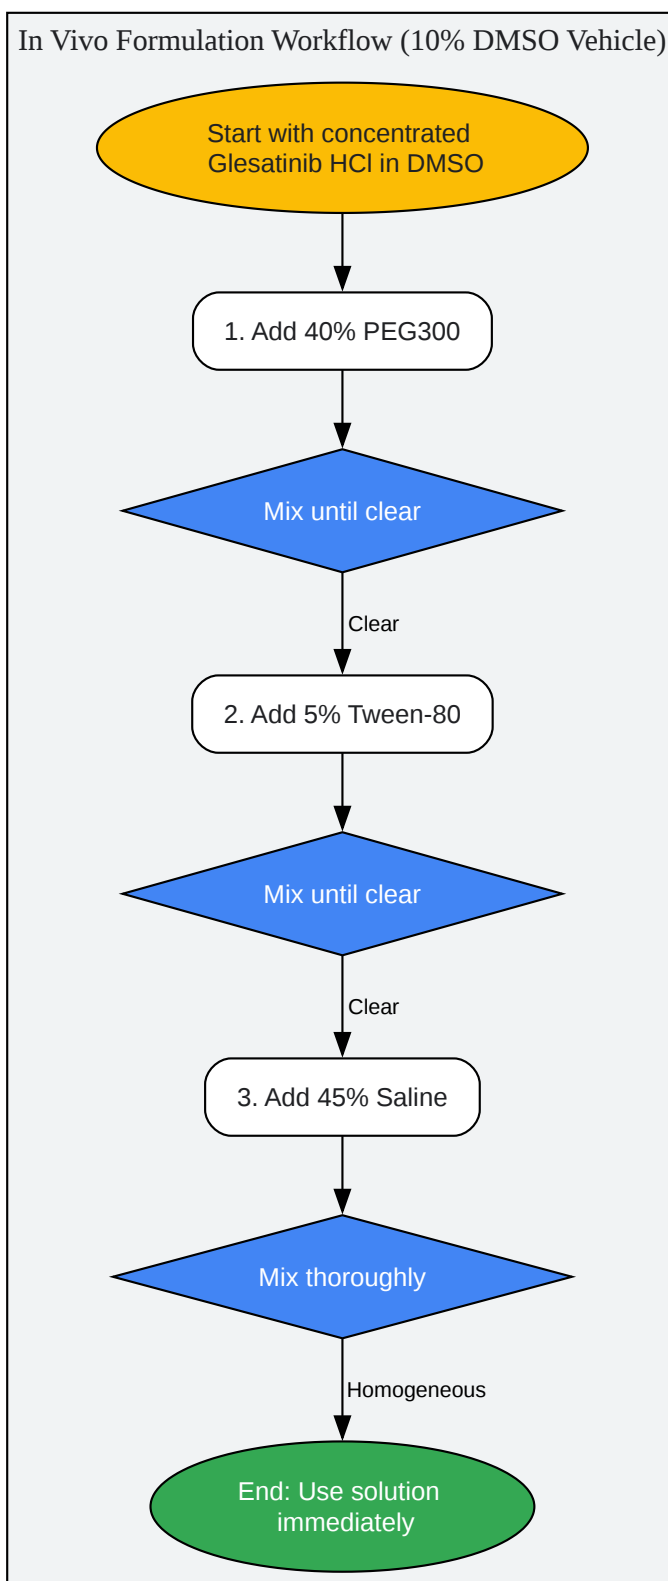 In Vivo Formulation Workflow (10% DMSO Vehicle)
Start with concentrated
Glesatinib HCl in DMSO
1. Add 40% PEG300
Mix until clear
Clear
2. Add 5% Tween-80
Mix until clear
Clear
3. Add 45% Saline
Mix thoroughly
Homogeneous
End: Use solution
immediately